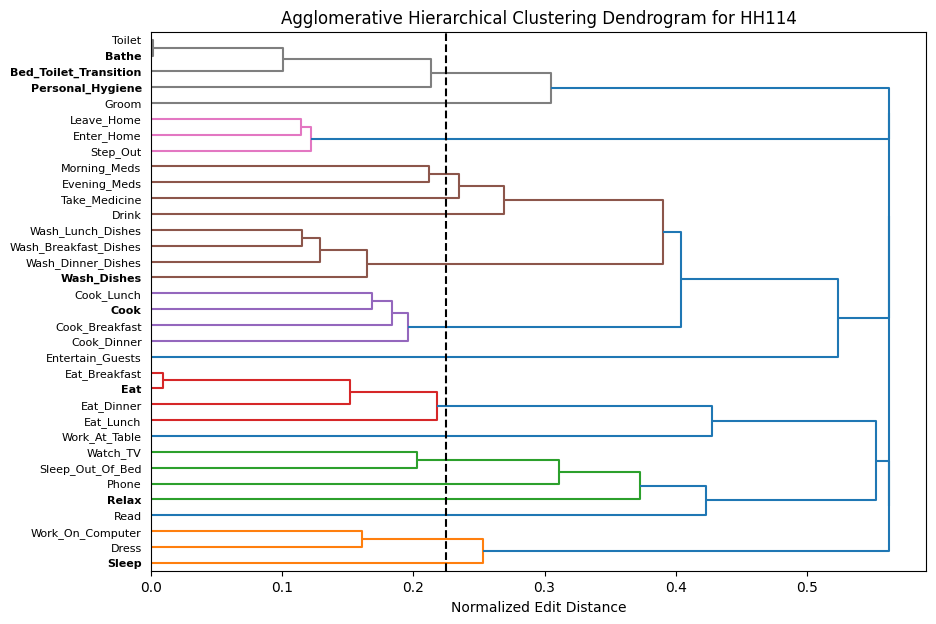 Agglomerative Hierarchical Clustering Dendrogram for HH114
Toilet
Bathe
Bed_Toilet_Transition
Personal_Hygiene
Groom
Leave_Home
Enter_Home
Step_Out
Morning_Meds
Evening_Meds
Take_Medicine
Drink
Wash_Lunch_Dishes
Wash_Breakfast_Dishes
Wash_Dinner_Dishes
Wash_Dishes
Cook_Lunch
Cook
Cook_Breakfast
Cook_Dinner
Entertain_Guests
Eat_Breakfast
Eat
Eat_Dinner
Eat_Lunch
Work_At_Table
Watch_TV
Sleep_Out_Of_Bed
Phone
Relax
Read
Work_On_Computer
Dress
Sleep
0.0 0.1 0.2 0.3 0.4 0.5
Normalized Edit Distance